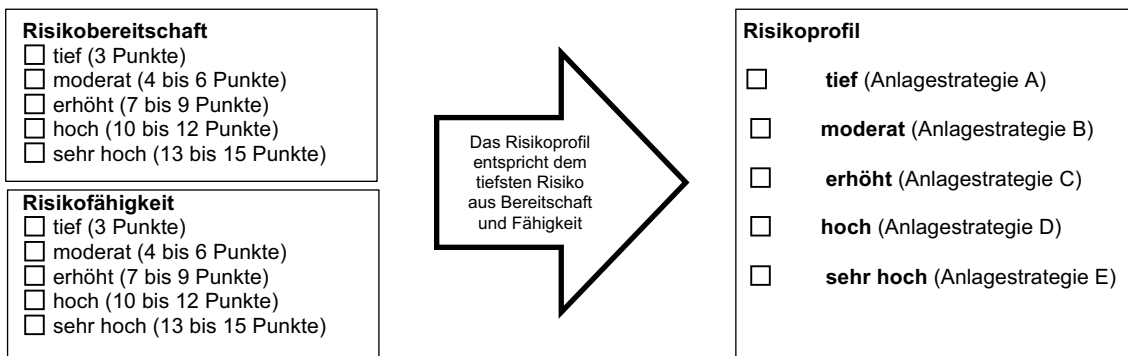 Risikobereitschaft
☐ tief (3 Punkte)
☐ moderat (4 bis 6 Punkte)
☐ erhöht (7 bis 9 Punkte)
☐ hoch (10 bis 12 Punkte)
☐ sehr hoch (13 bis 15 Punkte)
Risikofähigkeit
☐ tief (3 Punkte)
☐ moderat (4 bis 6 Punkte)
☐ erhöht (7 bis 9 Punkte)
☐ hoch (10 bis 12 Punkte)
☐ sehr hoch (13 bis 15 Punkte)
Das Risikoprofil
entspricht dem
tiefsten Risiko
aus Bereitschaft
und Fähigkeit
Risikoprofil
☐ tief (Anlagestrategie A)
☐ moderat (Anlagestrategie B)
☐ erhöht (Anlagestrategie C)
☐ hoch (Anlagestrategie D)
☐ sehr hoch (Anlagestrategie E)